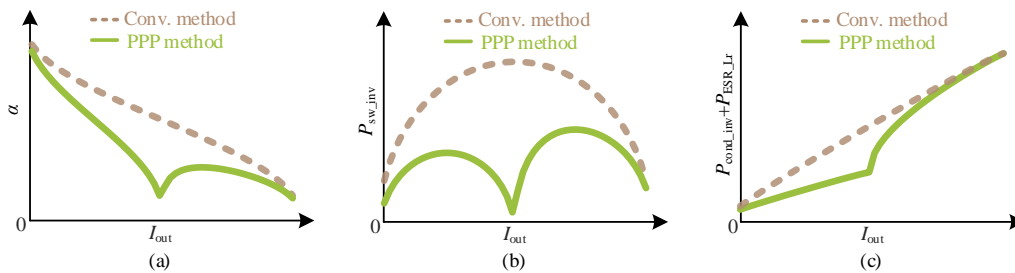 Conv. method
PPP method
α
0
I_out
(a)
Conv. method
PPP method
P_sw_inv
0
I_out
(b)
Conv. method
PPP method
P_cond_inv+P_ESR_Lr
0
I_out
(c)